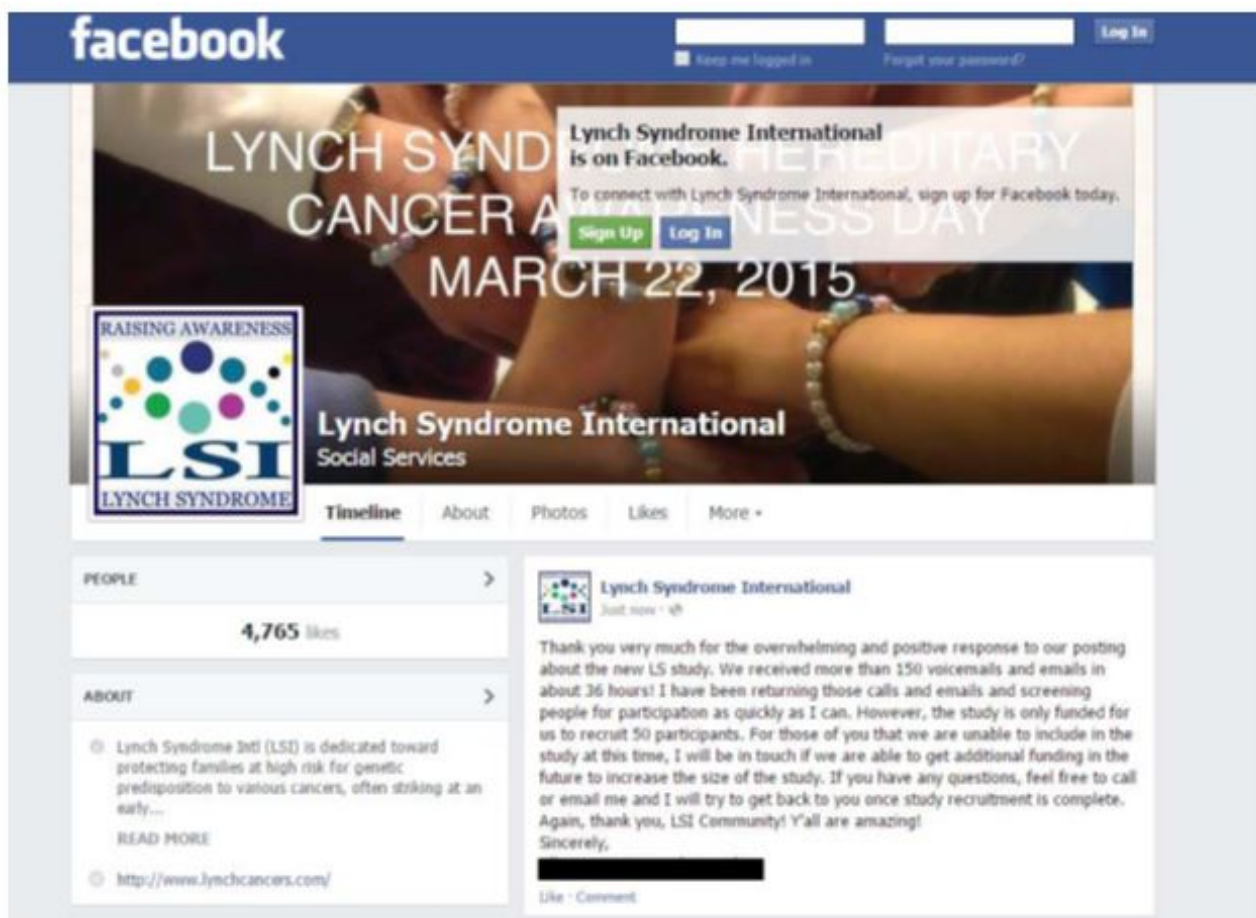 facebook
Log In
Keep me logged in
Forgot your password?
LYNCH SYND HEREDITARY
CANCER A NESS DAY
MARCH 22, 2015
Lynch Syndrome International
is on Facebook.
To connect with Lynch Syndrome International, sign up for Facebook today.
Sign Up Log In
RAISING AWARENESS
LSI
LYNCH SYNDROME
Lynch Syndrome International
Social Services
Timeline About Photos Likes More
PEOPLE
4,765 likes
ABOUT
Lynch Syndrome Intl (LSI) is dedicated toward
protecting families at high risk for genetic
predisposition to various cancers, often striking at an
early...
READ MORE
http://www.lynchcancers.com/
LSI
Lynch Syndrome International
Just now ·
Thank you very much for the overwhelming and positive response to our posting
about the new LS study. We received more than 150 voicemails and emails in
about 36 hours! I have been returning those calls and emails and screening
people for participation as quickly as I can. However, the study is only funded for
us to recruit 50 participants. For those of you that we are unable to include in the
study at this time, I will be in touch if we are able to get additional funding in the
future to increase the size of the study. If you have any questions, feel free to call
or email me and I will try to get back to you once study recruitment is complete.
Again, thank you, LSI Community! Y'all are amazing!
Sincerely,
Like · Comment